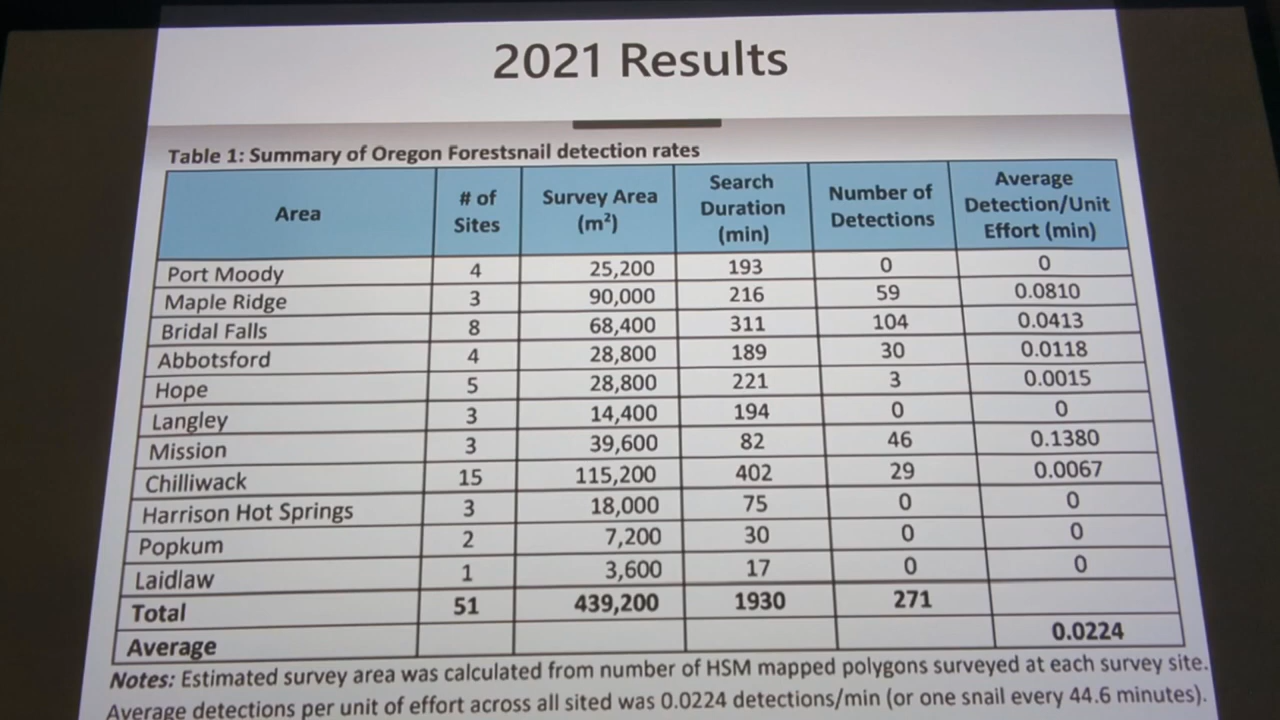 2021 Results
Table 1: Summary of Oregon Forestsnail detection rates
Area # of Sites Survey Area (m²) Search Duration (min) Number of Detections Average Detection/Unit Effort (min)
Port Moody 4 25,200 193 0 0
Maple Ridge 3 90,000 216 59 0.0810
Bridal Falls 8 68,400 311 104 0.0413
Abbotsford 4 28,800 189 30 0.0118
Hope 5 28,800 221 3 0.0015
Langley 3 14,400 194 0 0
Mission 3 39,600 82 46 0.1380
Chilliwack 15 115,200 402 29 0.0067
Harrison Hot Springs 3 18,000 75 0 0
Popkum 2 7,200 30 0 0
Laidlaw 1 3,600 17 0 0
Total 51 439,200 1930 271
Average 0.0224
Notes: Estimated survey area was calculated from number of HSM mapped polygons surveyed at each survey site.
Average detections per unit of effort across all sited was 0.0224 detections/min (or one snail every 44.6 minutes).